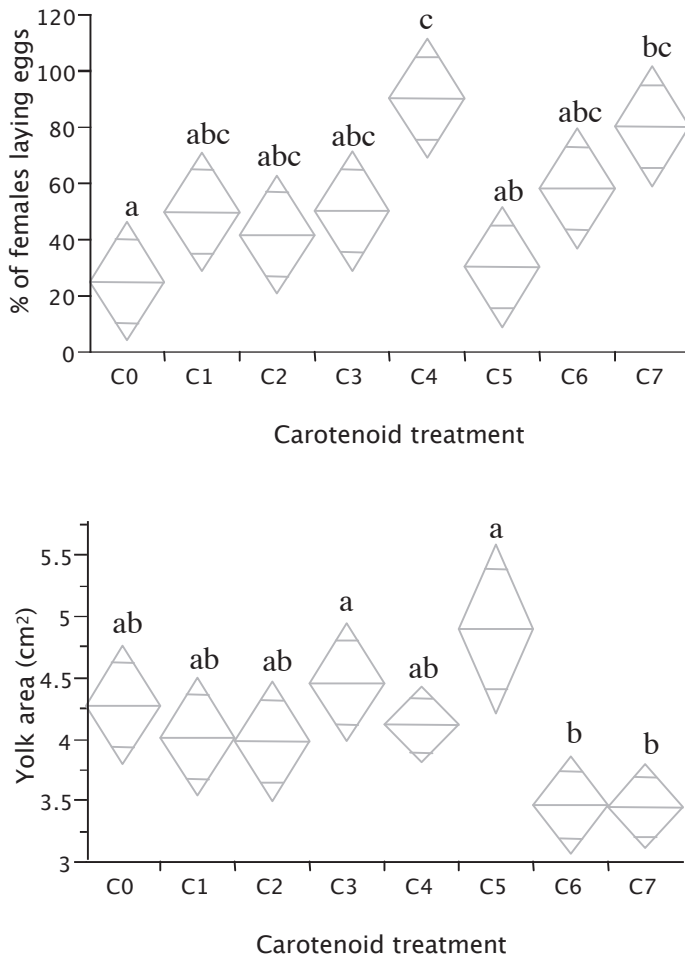 120
c
bc
100
abc
abc
abc
80
abc
60
a
ab
40
20
0
% of females laying eggs
C0 C1 C2 C3 C4 C5 C6 C7
Carotenoid treatment
a
5.5
a
ab
5
ab
ab
ab
4.5
b
b
4
3.5
3
Yolk area (cm²)
C0 C1 C2 C3 C4 C5 C6 C7
Carotenoid treatment